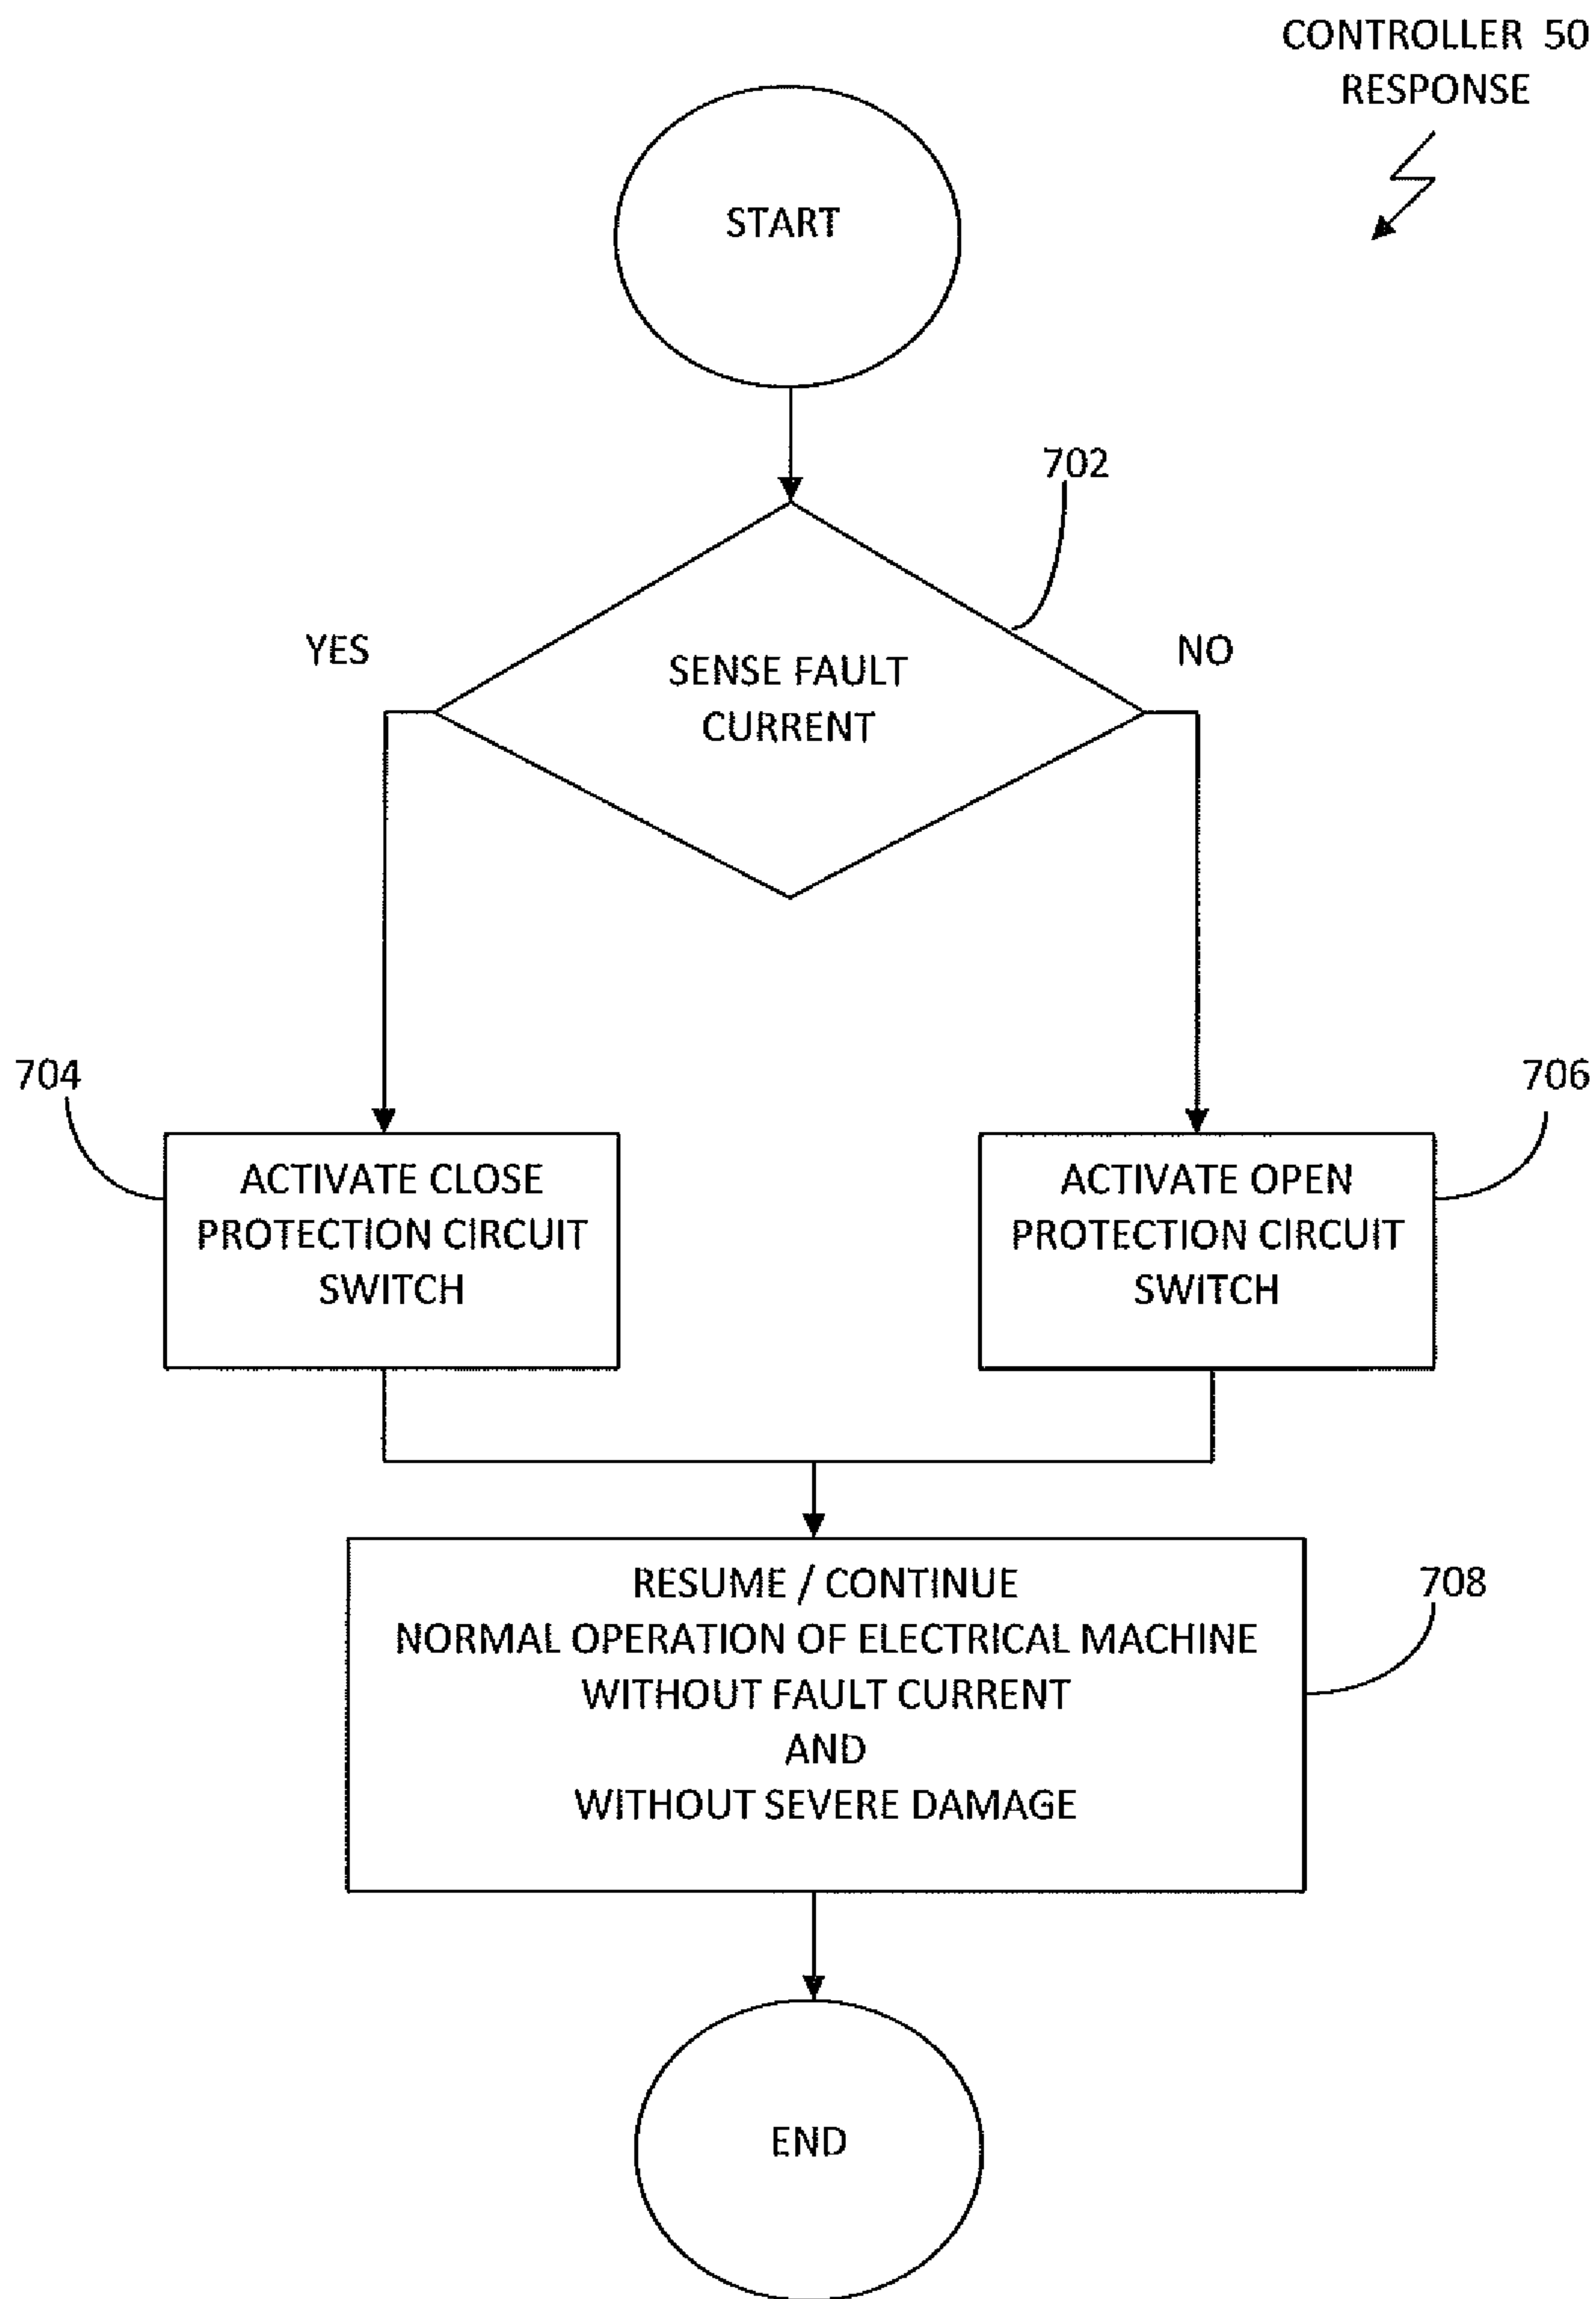 CONTROLLER 50
RESPONSE
START
702
YES
NO
SENSE FAULT
CURRENT
704
706
ACTIVATE CLOSE
PROTECTION CIRCUIT
SWITCH
ACTIVATE OPEN
PROTECTION CIRCUIT
SWITCH
RESUME / CONTINUE
NORMAL OPERATION OF ELECTRICAL MACHINE
WITHOUT FAULT CURRENT
AND
WITHOUT SEVERE DAMAGE
708
END